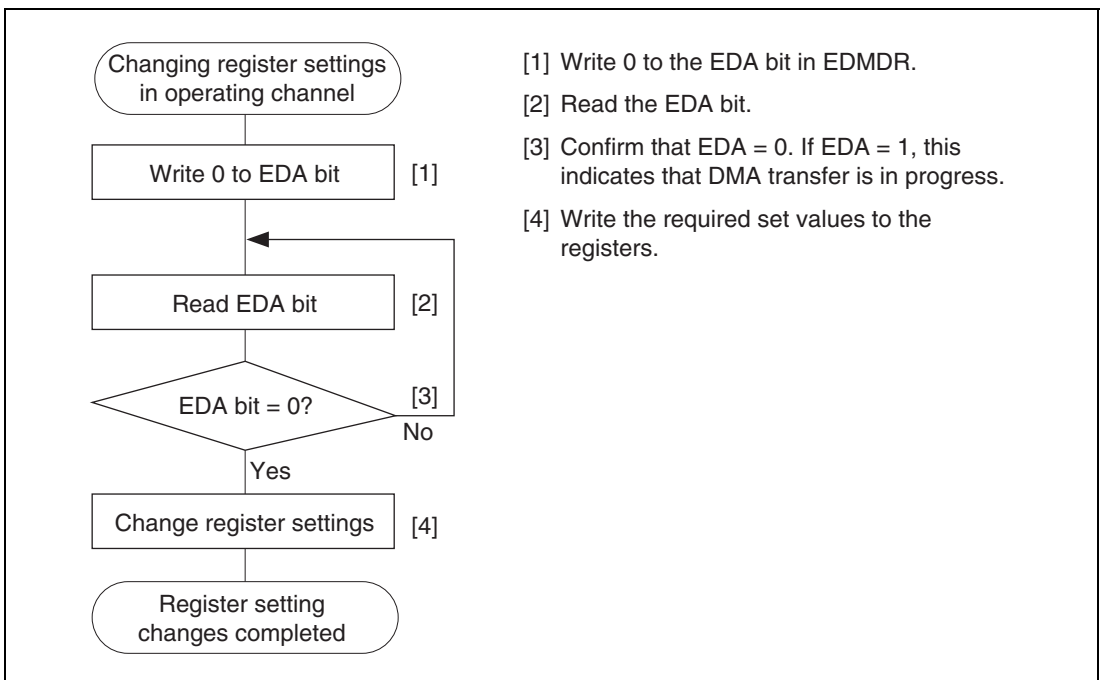 Changing register settings
in operating channel
Write 0 to EDA bit
[1]
Read EDA bit
[2]
EDA bit = 0?
[3]
No
Yes
Change register settings
[4]
Register setting
changes completed
[1] Write 0 to the EDA bit in EDMDR.
[2] Read the EDA bit.
[3] Confirm that EDA = 0. If EDA = 1, this
indicates that DMA transfer is in progress.
[4] Write the required set values to the
registers.